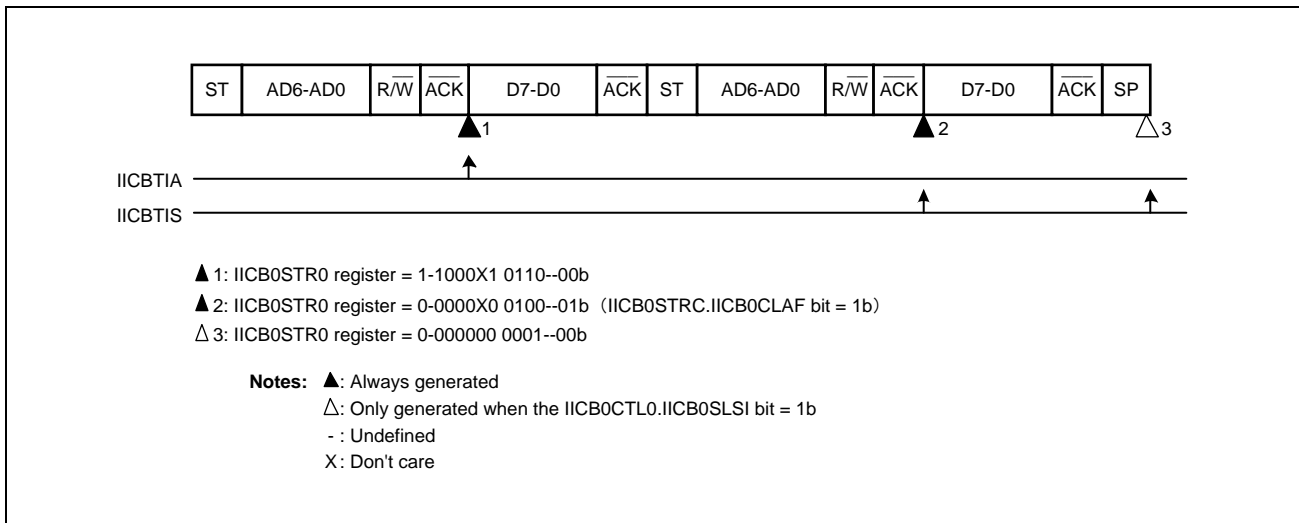 ST AD6-AD0 R/W ACK D7-D0 ACK ST AD6-AD0 R/W ACK D7-D0 ACK SP
▲1 ▲2 △3
IICBTIA
IICBTIS
▲1: IICB0STR0 register = 1-1000X1 0110--00b
▲2: IICB0STR0 register = 0-0000X0 0100--01b（IICB0STRC.IICB0CLAF bit = 1b）
△3: IICB0STR0 register = 0-000000 0001--00b
Notes: ▲: Always generated
△: Only generated when the IICB0CTL0.IICB0SLSI bit = 1b
- : Undefined
X: Don't care